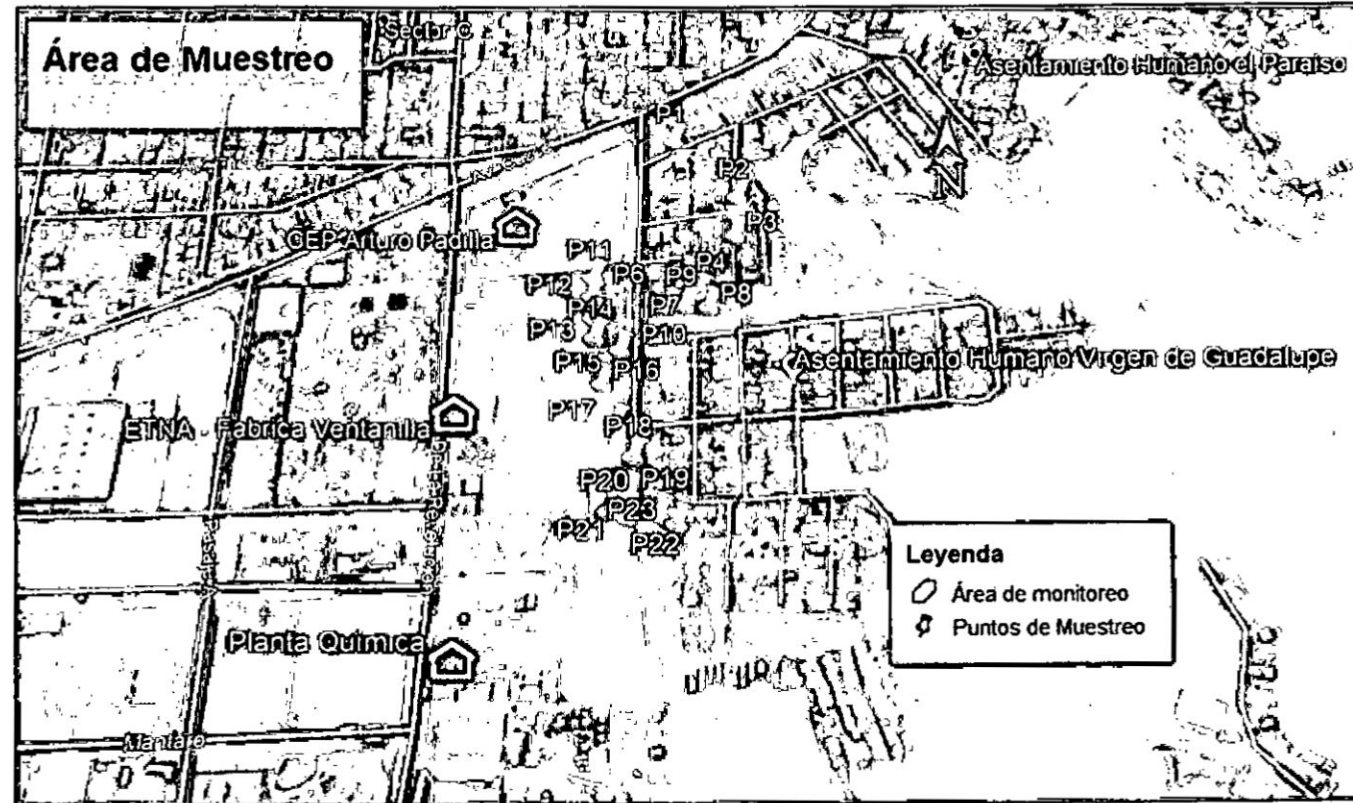 Sector C
Área de Muestreo
Asentamiento Humano el Paraiso
P1
P2
N
P3
CEP Arturo Padilla
P11
P4
P6
P9
P12
P8
P14
P7
P13
P10
P15
P16
Asentamiento Humano Virgen de Guadalupe
P17
ETNA - Fabrica Ventanilla
P18
P20
P19
P23
P21
P22
Leyenda
Área de monitoreo
Puntos de Muestreo
Planta Quimica
Mantaro